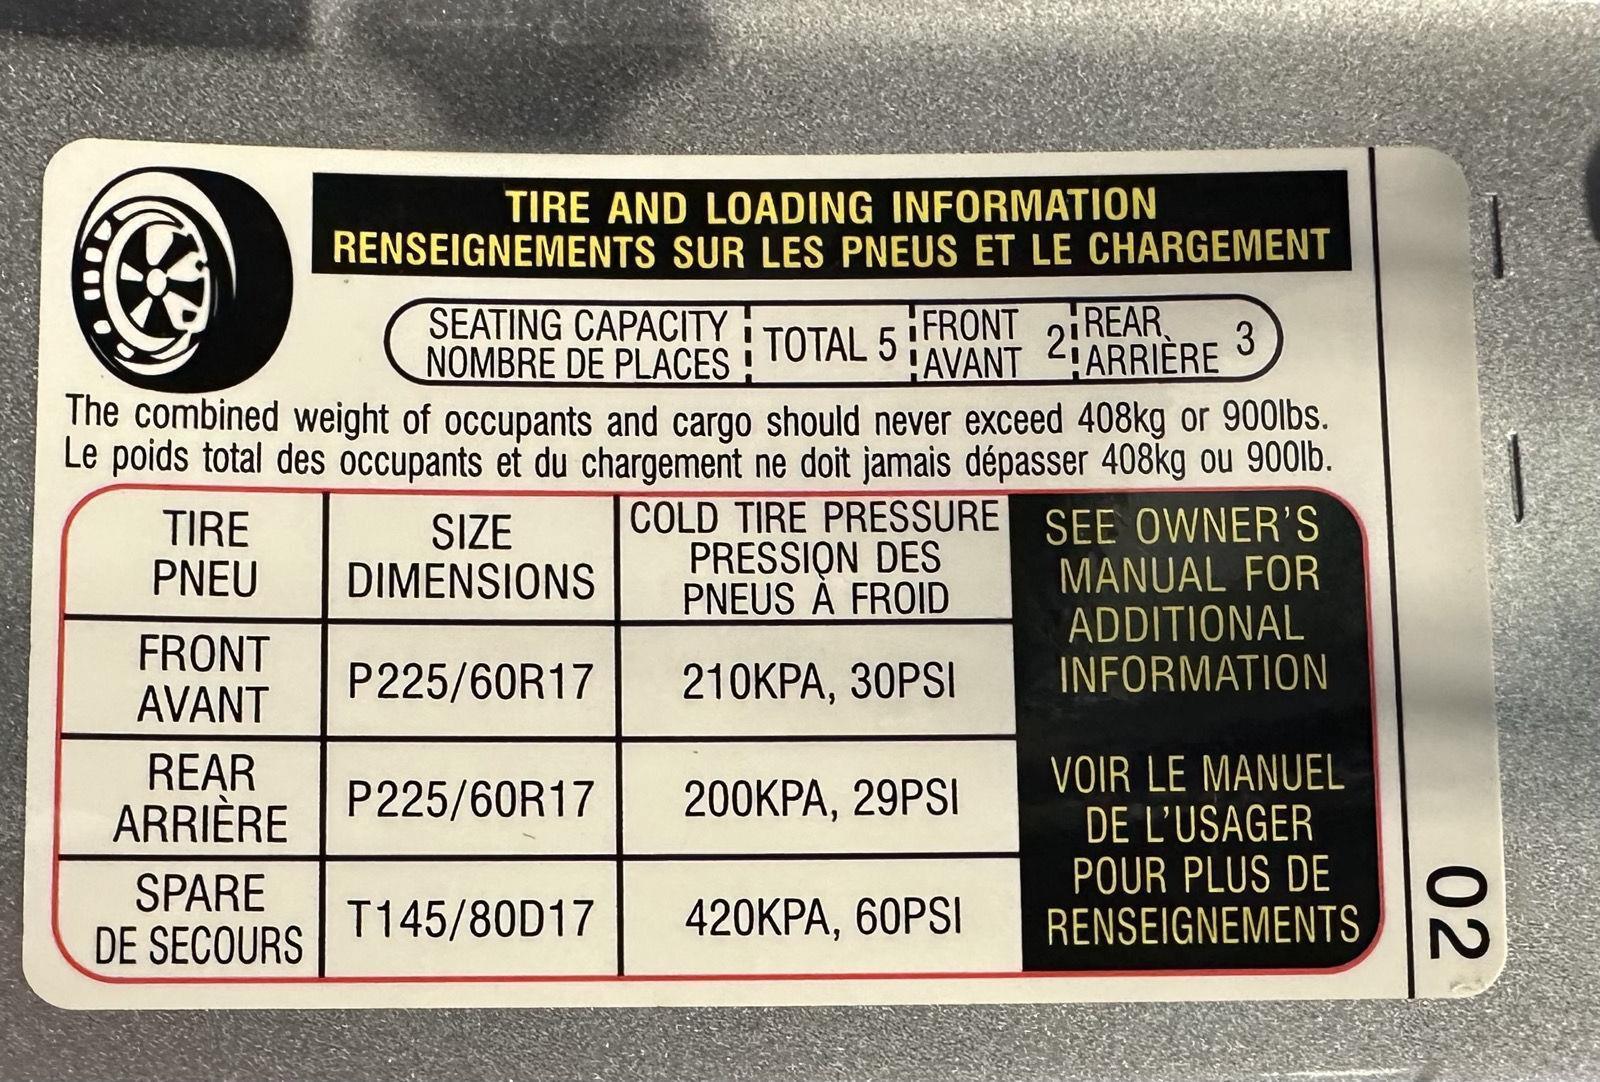 TIRE AND LOADING INFORMATION
RENSEIGNEMENTS SUR LES PNEUS ET LE CHARGEMENT
SEATING CAPACITY
NOMBRE DE PLACES
TOTAL 5
FRONT
AVANT
2
REAR
ARRIÈRE
3
The combined weight of occupants and cargo should never exceed 408kg or 900lbs.
Le poids total des occupants et du chargement ne doit jamais dépasser 408kg ou 900lb.
TIRE
PNEU
SIZE
DIMENSIONS
COLD TIRE PRESSURE
PRESSION DES
PNEUS À FROID
FRONT
AVANT
P225/60R17
210KPA, 30PSI
REAR
ARRIÈRE
P225/60R17
200KPA, 29PSI
SPARE
DE SECOURS
T145/80D17
420KPA, 60PSI
SEE OWNER'S
MANUAL FOR
ADDITIONAL
INFORMATION
VOIR LE MANUEL
DE L'USAGER
POUR PLUS DE
RENSEIGNEMENTS
02